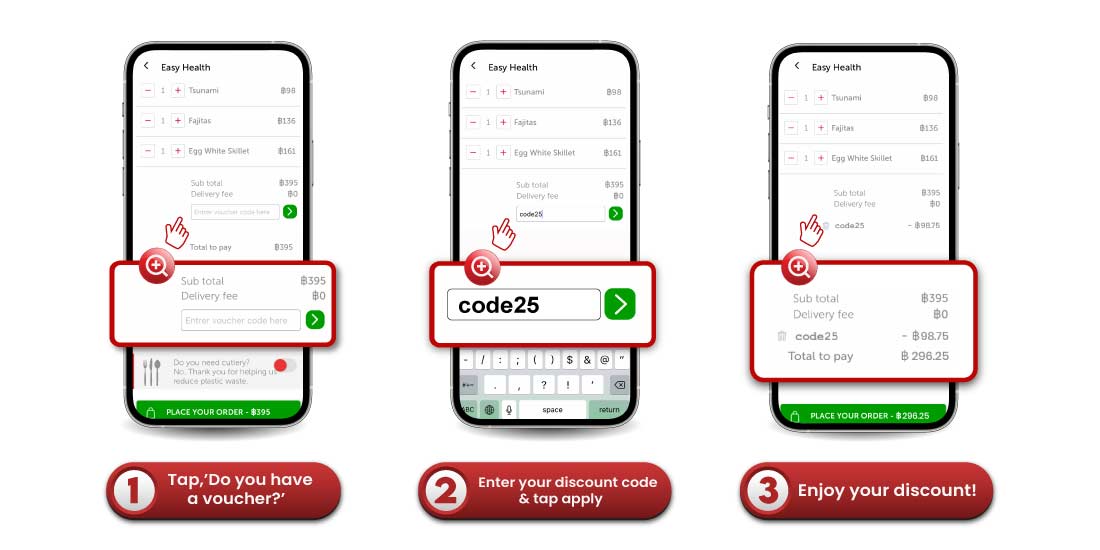 Easy Health
− 1 + Tsunami ฿98
− 1 + Fajitas ฿136
− 1 + Egg White Skillet ฿161
Sub total ฿395
Delivery fee ฿0
Enter voucher code here
Total to pay ฿395
Sub total ฿395
Delivery fee ฿0
Enter voucher code here
Do you need cutlery?
No. Thank you for helping us
reduce plastic waste.
PLACE YOUR ORDER - ฿395
1 Tap,’Do you have
a voucher?’
Easy Health
− 1 + Tsunami ฿98
− 1 + Fajitas ฿136
− 1 + Egg White Skillet ฿161
Sub total ฿395
Delivery fee ฿0
code25
code25
- / : ; ( ) $ & @ "
#+= . , ? ! ’
ABC space return
2 Enter your discount code
& tap apply
Easy Health
− 1 + Tsunami ฿98
− 1 + Fajitas ฿136
− 1 + Egg White Skillet ฿161
Sub total ฿395
Delivery fee ฿0
code25 - ฿98.75
Sub total ฿395
Delivery fee ฿0
code25 - ฿98.75
Total to pay ฿ 296.25
PLACE YOUR ORDER - ฿296.25
3 Enjoy your discount!